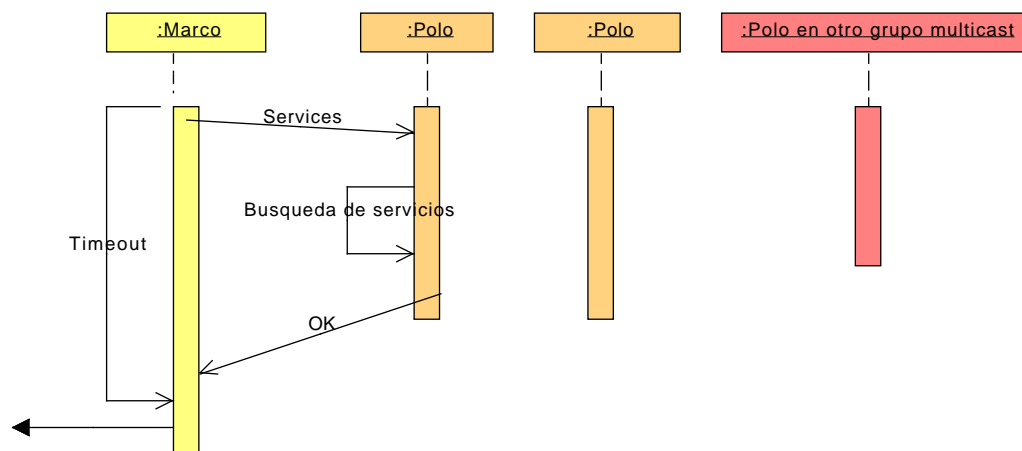 :Marco
:Polo
:Polo
:Polo en otro grupo multicast
Services
Busqueda de servicios
Timeout
OK